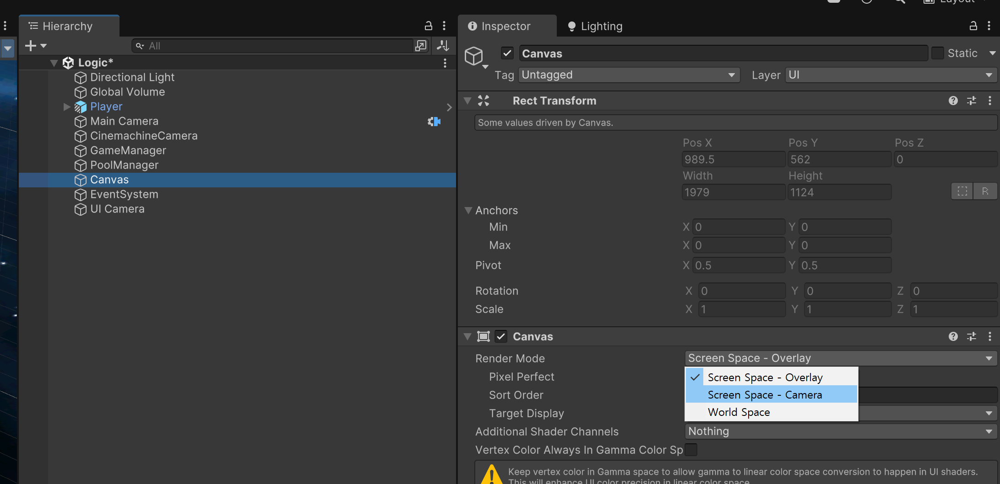 Layout
Hierarchy
All
Logic*
Directional Light
Global Volume
Player
Main Camera
CinemachineCamera
GameManager
PoolManager
Canvas
EventSystem
UI Camera
Inspector
Lighting
Canvas
Static
Tag Untagged Layer UI
Rect Transform
Some values driven by Canvas.
Pos X Pos Y Pos Z
989.5 562 0
Width Height
1979 1124
R
Anchors
Min X 0 Y 0
Max X 0 Y 0
Pivot X 0.5 Y 0.5
Rotation X 0 Y 0 Z 0
Scale X 1 Y 1 Z 1
Canvas
Render Mode Screen Space - Overlay
Pixel Perfect
Sort Order
Target Display
Screen Space - Overlay
Screen Space - Camera
World Space
Additional Shader Channels Nothing
Vertex Color Always In Gamma Color Sp
Keep vertex color in Gamma space to allow gamma to linear color space conversion to happen in UI shaders.
This will enhance UI color precision in linear color space.